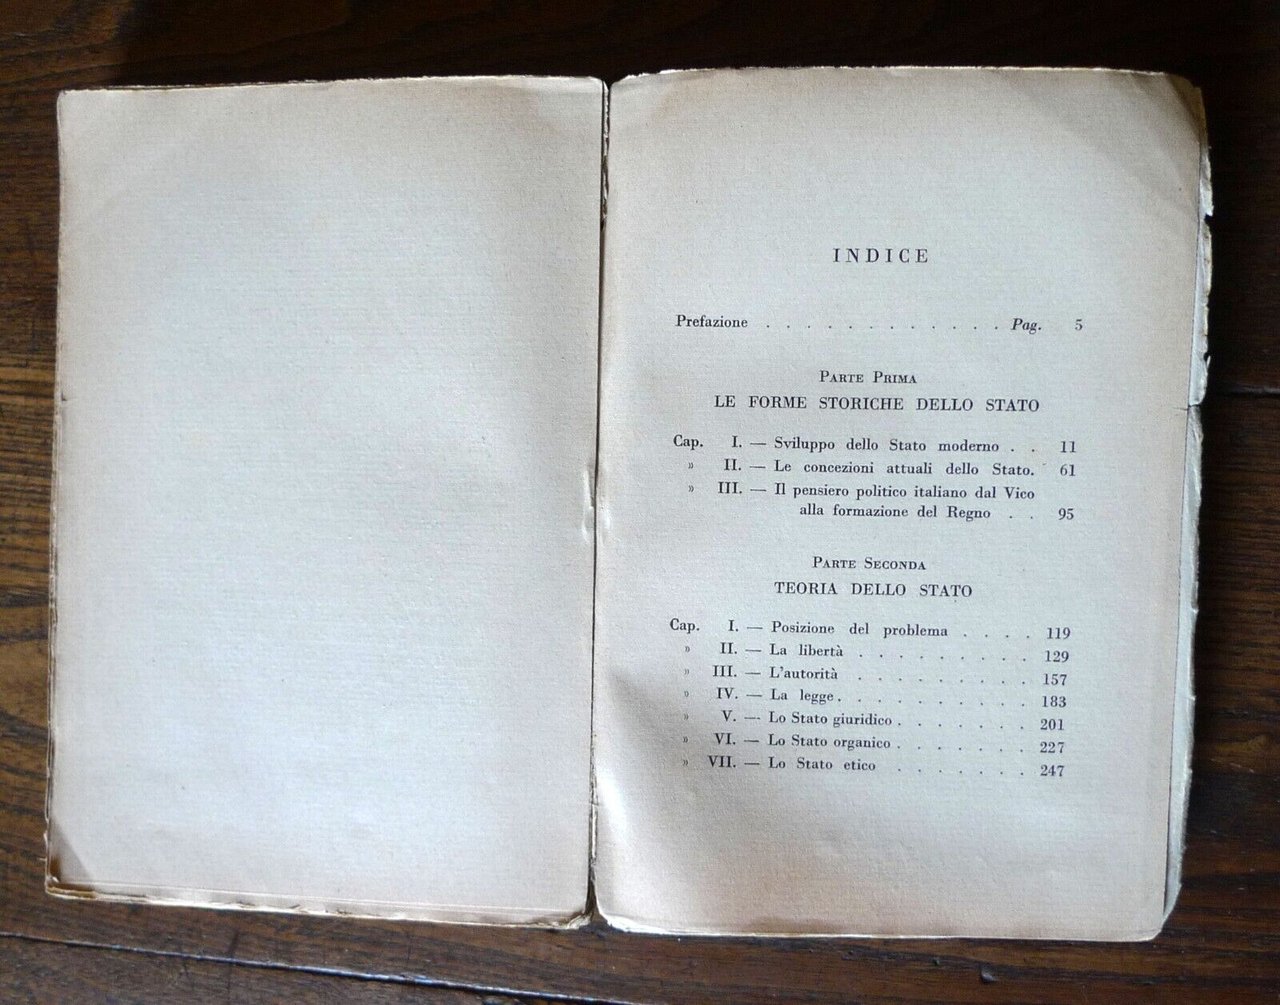 INDICE
Prefazione . . . . . . . . . . . . Pag. 5
Parte Prima
LE FORME STORICHE DELLO STATO
Cap. I. — Sviluppo dello Stato moderno . . 11
» II. — Le concezioni attuali dello Stato. 61
» III. — Il pensiero politico italiano dal Vico
alla formazione del Regno . . 95
Parte Seconda
TEORIA DELLO STATO
Cap. I. — Posizione del problema . . . . 119
» II. — La libertà . . . . . . . . . 129
» III. — L'autorità . . . . . . . . . 157
» IV. — La legge . . . . . . . . . . 183
» V. — Lo Stato giuridico . . . . . . . 201
» VI. — Lo Stato organico . . . . . . . 227
» VII. — Lo Stato etico . . . . . . . 247